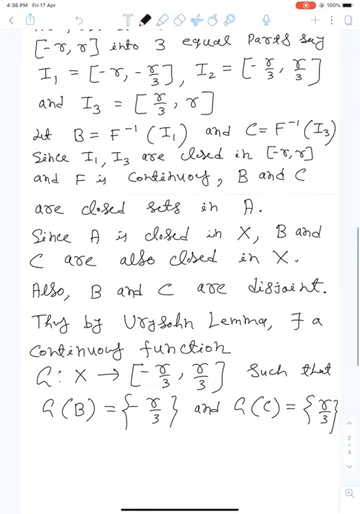 4:36 PM Fri 17 Apr
[-r, r] into 3 equal parts say
I₁ = [-r, -r/3], I₂ = [-r/3, r/3]
and I₃ = [r/3, r]
Let B = F⁻¹(I₁) and C = F⁻¹(I₃)
Since I₁, I₃ are closed in [-r, r]
and F is continuous, B and C
are closed sets in A.
Since A is closed in X, B and
C are also closed in X.
Also, B and C are disjoint.
Thus by Urysohn Lemma, ∃ a
continuous function
G: X → [-r/3, r/3] such that
G(B) = {-r/3} and G(C) = {r/3}